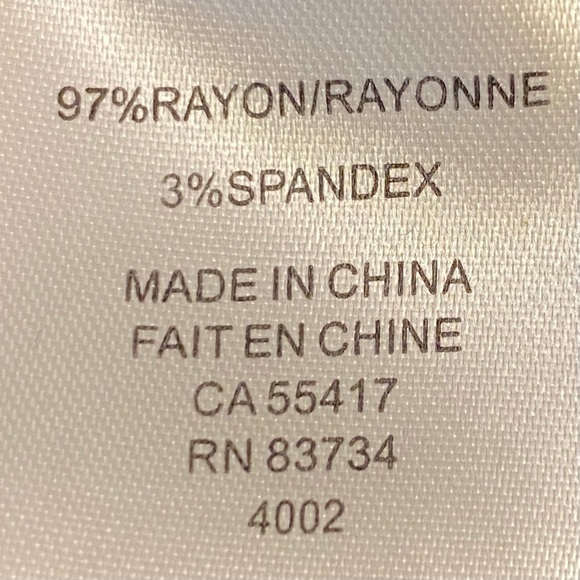 97%RAYON/RAYONNE
3%SPANDEX
MADE IN CHINA
FAIT EN CHINE
CA 55417
RN 83734
4002